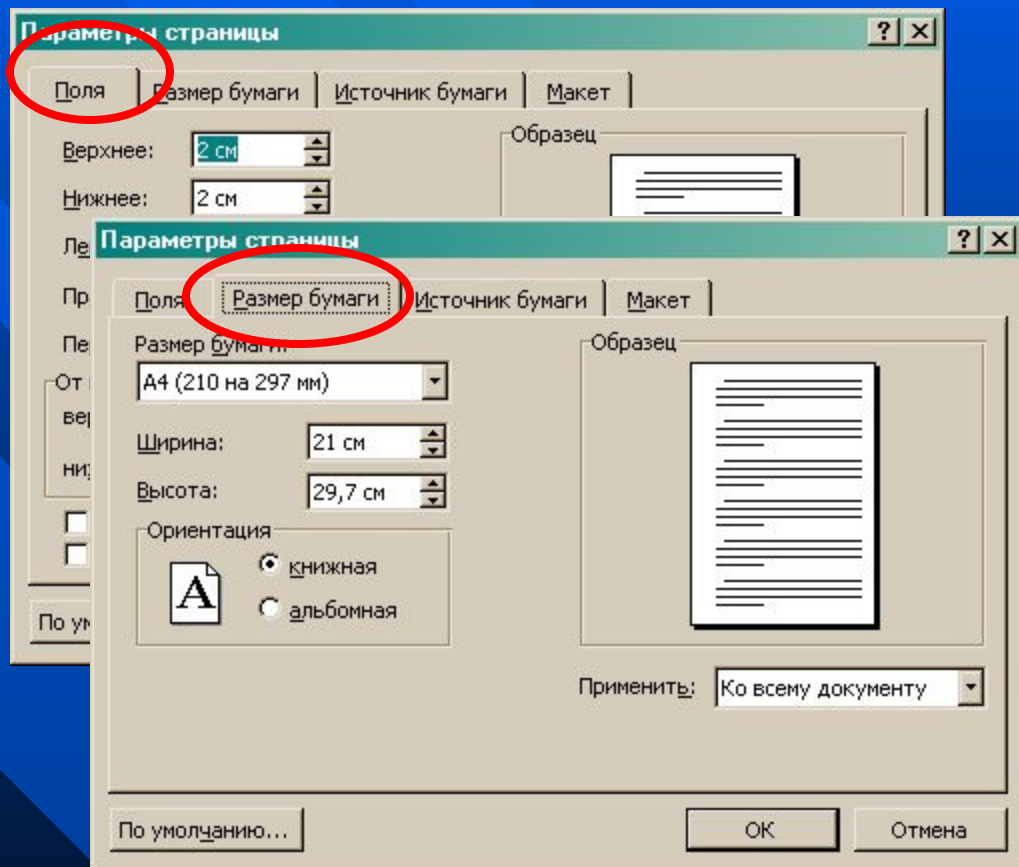 Параметры страницы
Поля Размер бумаги Источник бумаги Макет
Верхнее: 2 см
Образец
Нижнее: 2 см
Параметры страницы
Поля Размер бумаги Источник бумаги Макет
Размер бумаги:
A4 (210 на 297 мм)
Ширина: 21 см
Высота: 29,7 см
Ориентация
A
книжная
альбомная
Образец
Применить: Ко всему документу
По умолчанию...
ОК
Отмена